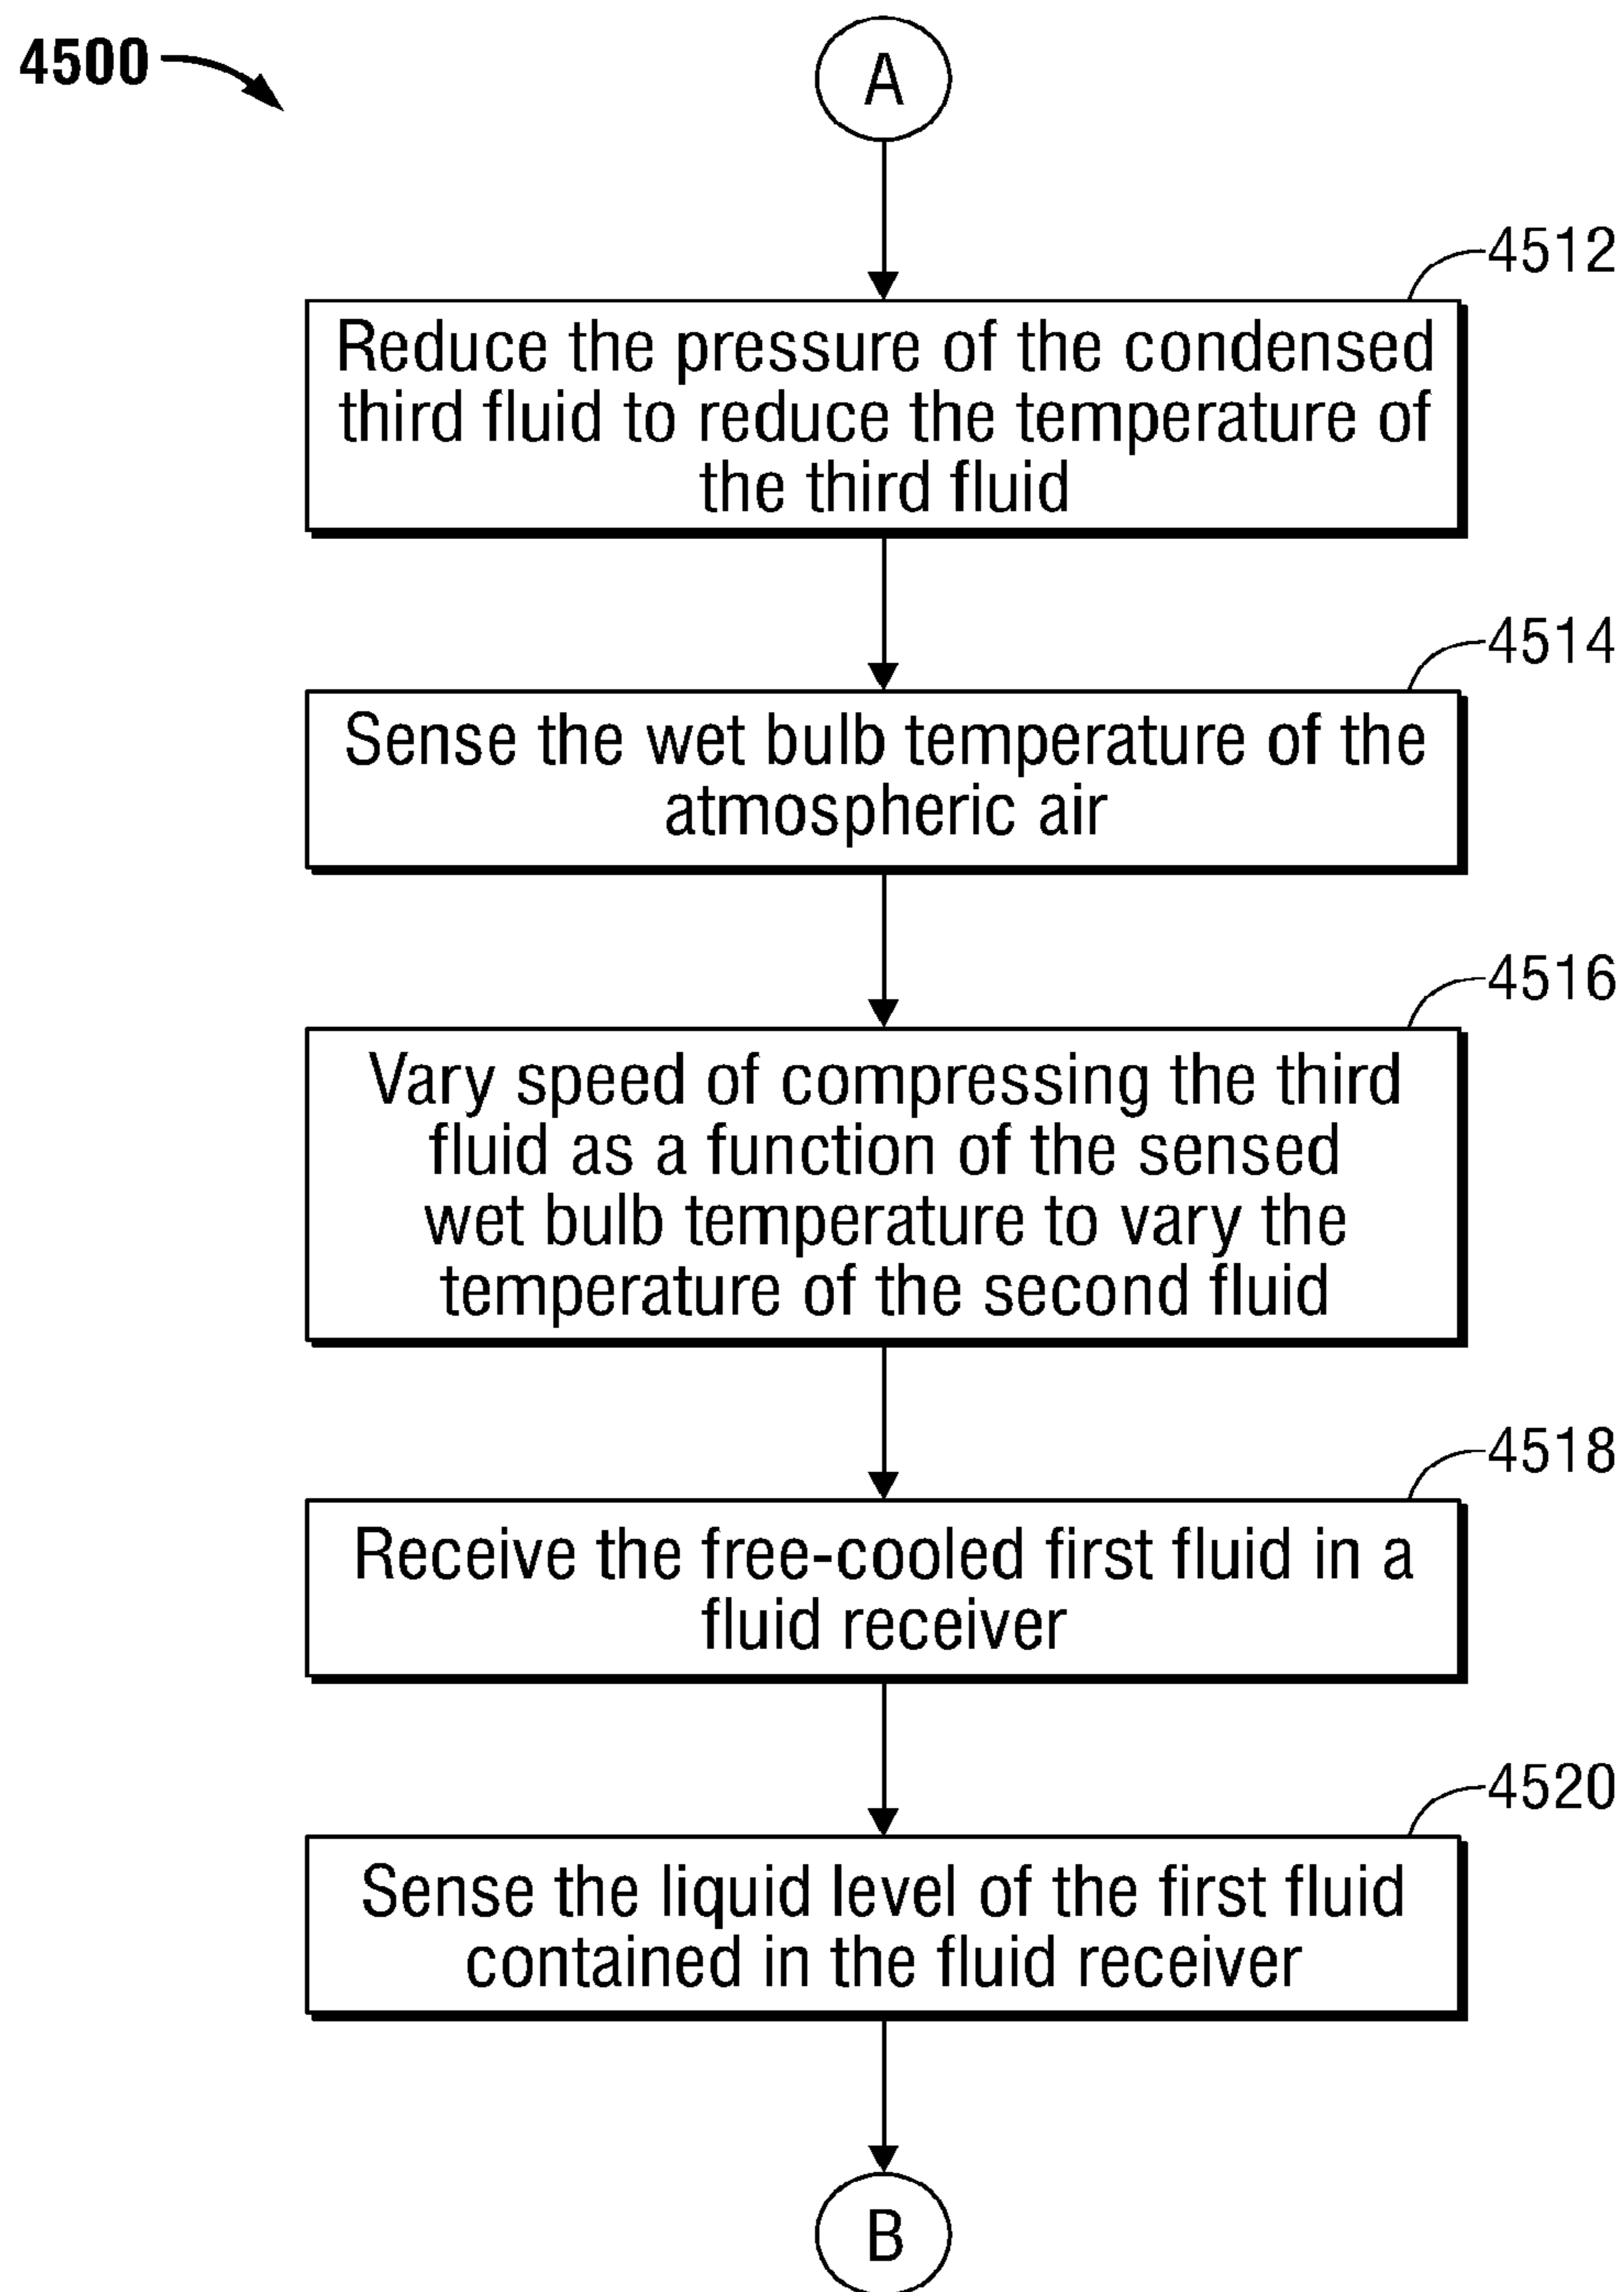 4500
A
4512
Reduce the pressure of the condensed
third fluid to reduce the temperature of
the third fluid
4514
Sense the wet bulb temperature of the
atmospheric air
4516
Vary speed of compressing the third
fluid as a function of the sensed
wet bulb temperature to vary the
temperature of the second fluid
4518
Receive the free-cooled first fluid in a
fluid receiver
4520
Sense the liquid level of the first fluid
contained in the fluid receiver
B